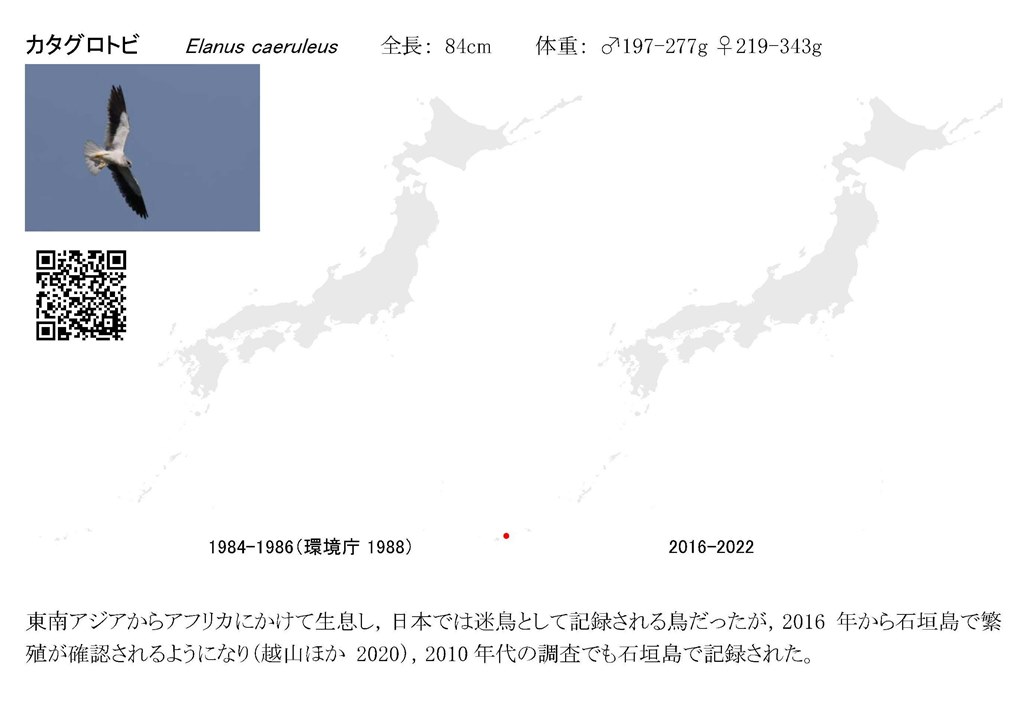 カタグロトビ Elanus caeruleus 全長： 84cm 体重： ♂197-277g ♀219-343g
1984-1986（環境庁 1988） 2016-2022
東南アジアからアフリカにかけて生息し，日本では迷鳥として記録される鳥だったが，2016 年から石垣島で繁
殖が確認されるようになり（越山ほか 2020），2010 年代の調査でも石垣島で記録された。